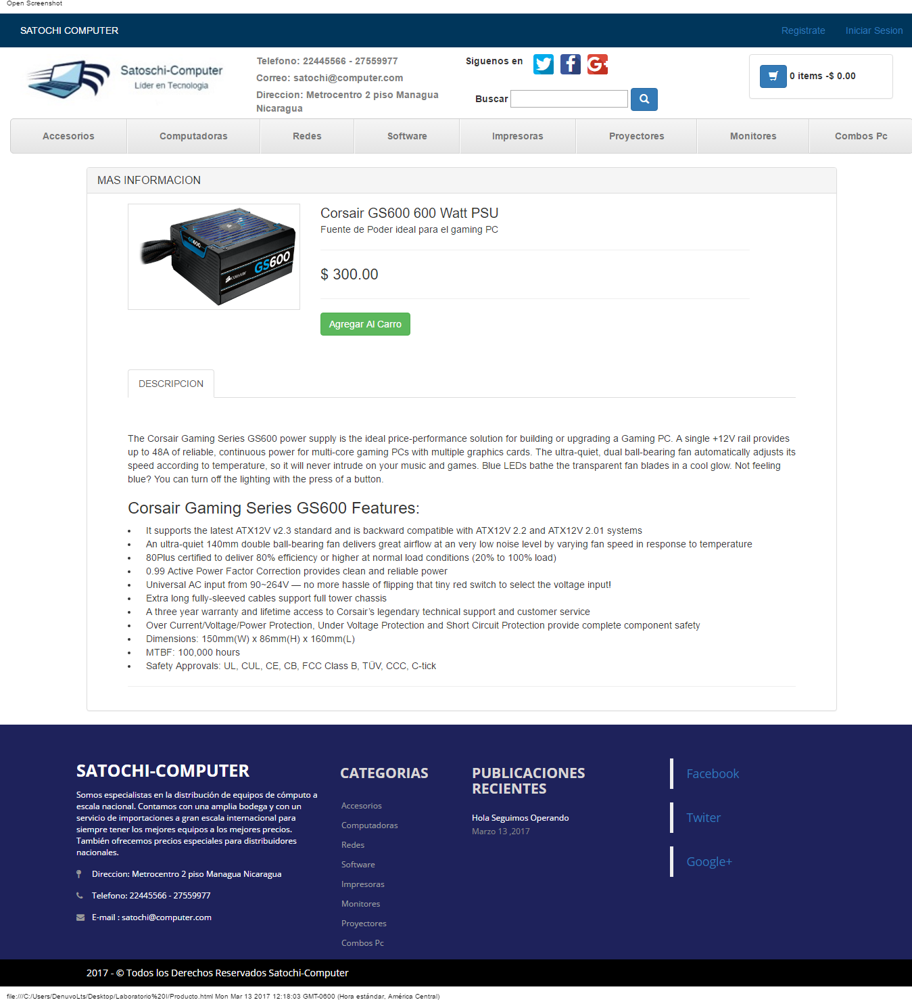 Open Screenshot
SATOCHI COMPUTER
Registrate
Iniciar Sesion
Satoschi-Computer
Líder en Tecnologia
Telefono: 22445566 - 27559977
Correo: satochi@computer.com
Direccion: Metrocentro 2 piso Managua
Nicaragua
Siguenos en
Buscar
0 items -$ 0.00
Accesorios
Computadoras
Redes
Software
Impresoras
Proyectores
Monitores
Combos Pc
MAS INFORMACION
GS600
CORSAIR
GS600
Corsair GS600 600 Watt PSU
Fuente de Poder ideal para el gaming PC
$ 300.00
Agregar Al Carro
DESCRIPCION
The Corsair Gaming Series GS600 power supply is the ideal price-performance solution for building or upgrading a Gaming PC. A single +12V rail provides
up to 48A of reliable, continuous power for multi-core gaming PCs with multiple graphics cards. The ultra-quiet, dual ball-bearing fan automatically adjusts its
speed according to temperature, so it will never intrude on your music and games. Blue LEDs bathe the transparent fan blades in a cool glow. Not feeling
blue? You can turn off the lighting with the press of a button.
Corsair Gaming Series GS600 Features:
• It supports the latest ATX12V v2.3 standard and is backward compatible with ATX12V 2.2 and ATX12V 2.01 systems
• An ultra-quiet 140mm double ball-bearing fan delivers great airflow at an very low noise level by varying fan speed in response to temperature
• 80Plus certified to deliver 80% efficiency or higher at normal load conditions (20% to 100% load)
• 0.99 Active Power Factor Correction provides clean and reliable power
• Universal AC input from 90~264V — no more hassle of flipping that tiny red switch to select the voltage input!
• Extra long fully-sleeved cables support full tower chassis
• A three year warranty and lifetime access to Corsair’s legendary technical support and customer service
• Over Current/Voltage/Power Protection, Under Voltage Protection and Short Circuit Protection provide complete component safety
• Dimensions: 150mm(W) x 86mm(H) x 160mm(L)
• MTBF: 100,000 hours
• Safety Approvals: UL, CUL, CE, CB, FCC Class B, TÜV, CCC, C-tick
SATOCHI-COMPUTER
Somos especialistas en la distribución de equipos de cómputo a
escala nacional. Contamos con una amplia bodega y con un
servicio de importaciones a gran escala internacional para
siempre tener los mejores equipos a los mejores precios.
También ofrecemos precios especiales para distribuidores
nacionales.
Direccion: Metrocentro 2 piso Managua Nicaragua
Telefono: 22445566 - 27559977
E-mail : satochi@computer.com
CATEGORIAS
Accesorios
Computadoras
Redes
Software
Impresoras
Monitores
Proyectores
Combos Pc
PUBLICACIONES
RECIENTES
Hola Seguimos Operando
Marzo 13 ,2017
Facebook
Twiter
Google+
2017 - © Todos los Derechos Reservados Satochi-Computer
file:///C:/Users/DenuvoLts/Desktop/Laboratorio%20I/Producto.html Mon Mar 13 2017 12:18:03 GMT-0600 (Hora estándar, América Central)